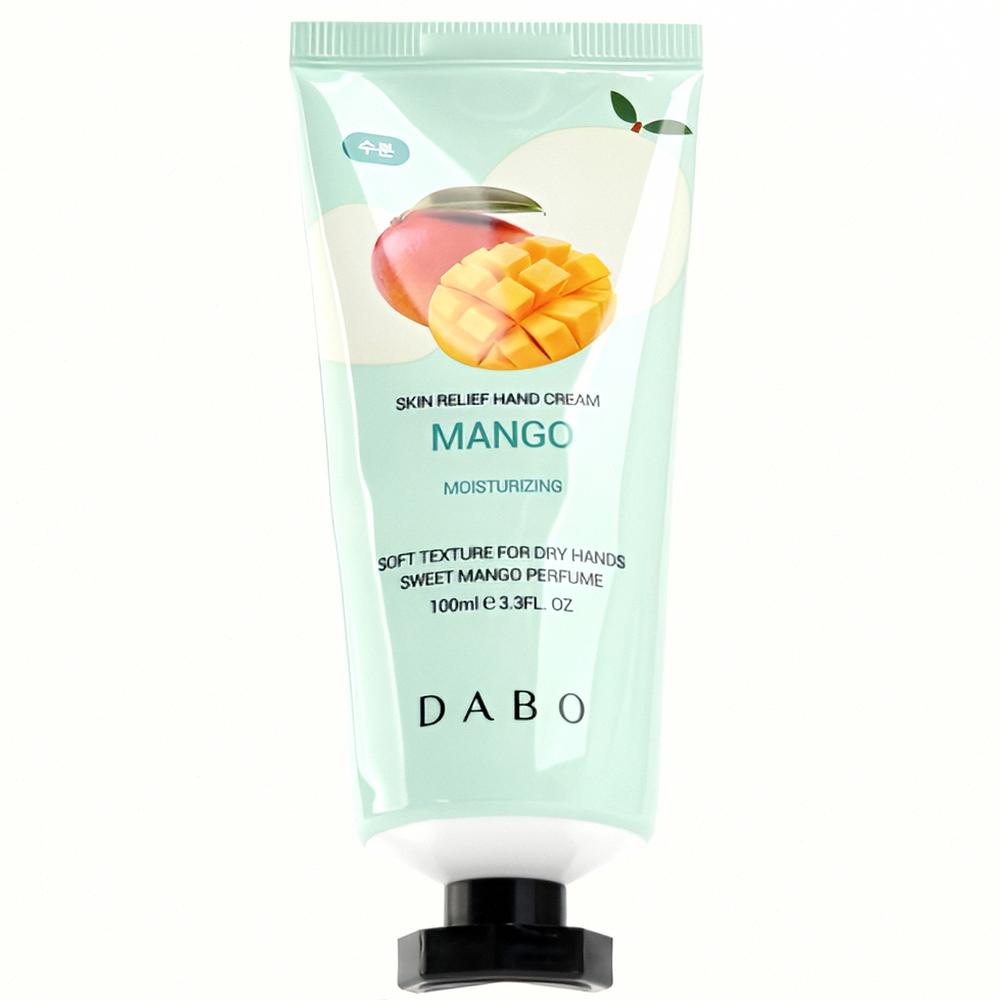 수분
SKIN RELIEF HAND CREAM
MANGO
MOISTURIZING
SOFT TEXTURE FOR DRY HANDS
SWEET MANGO PERFUME
100ml ℮ 3.3FL. OZ
DABO